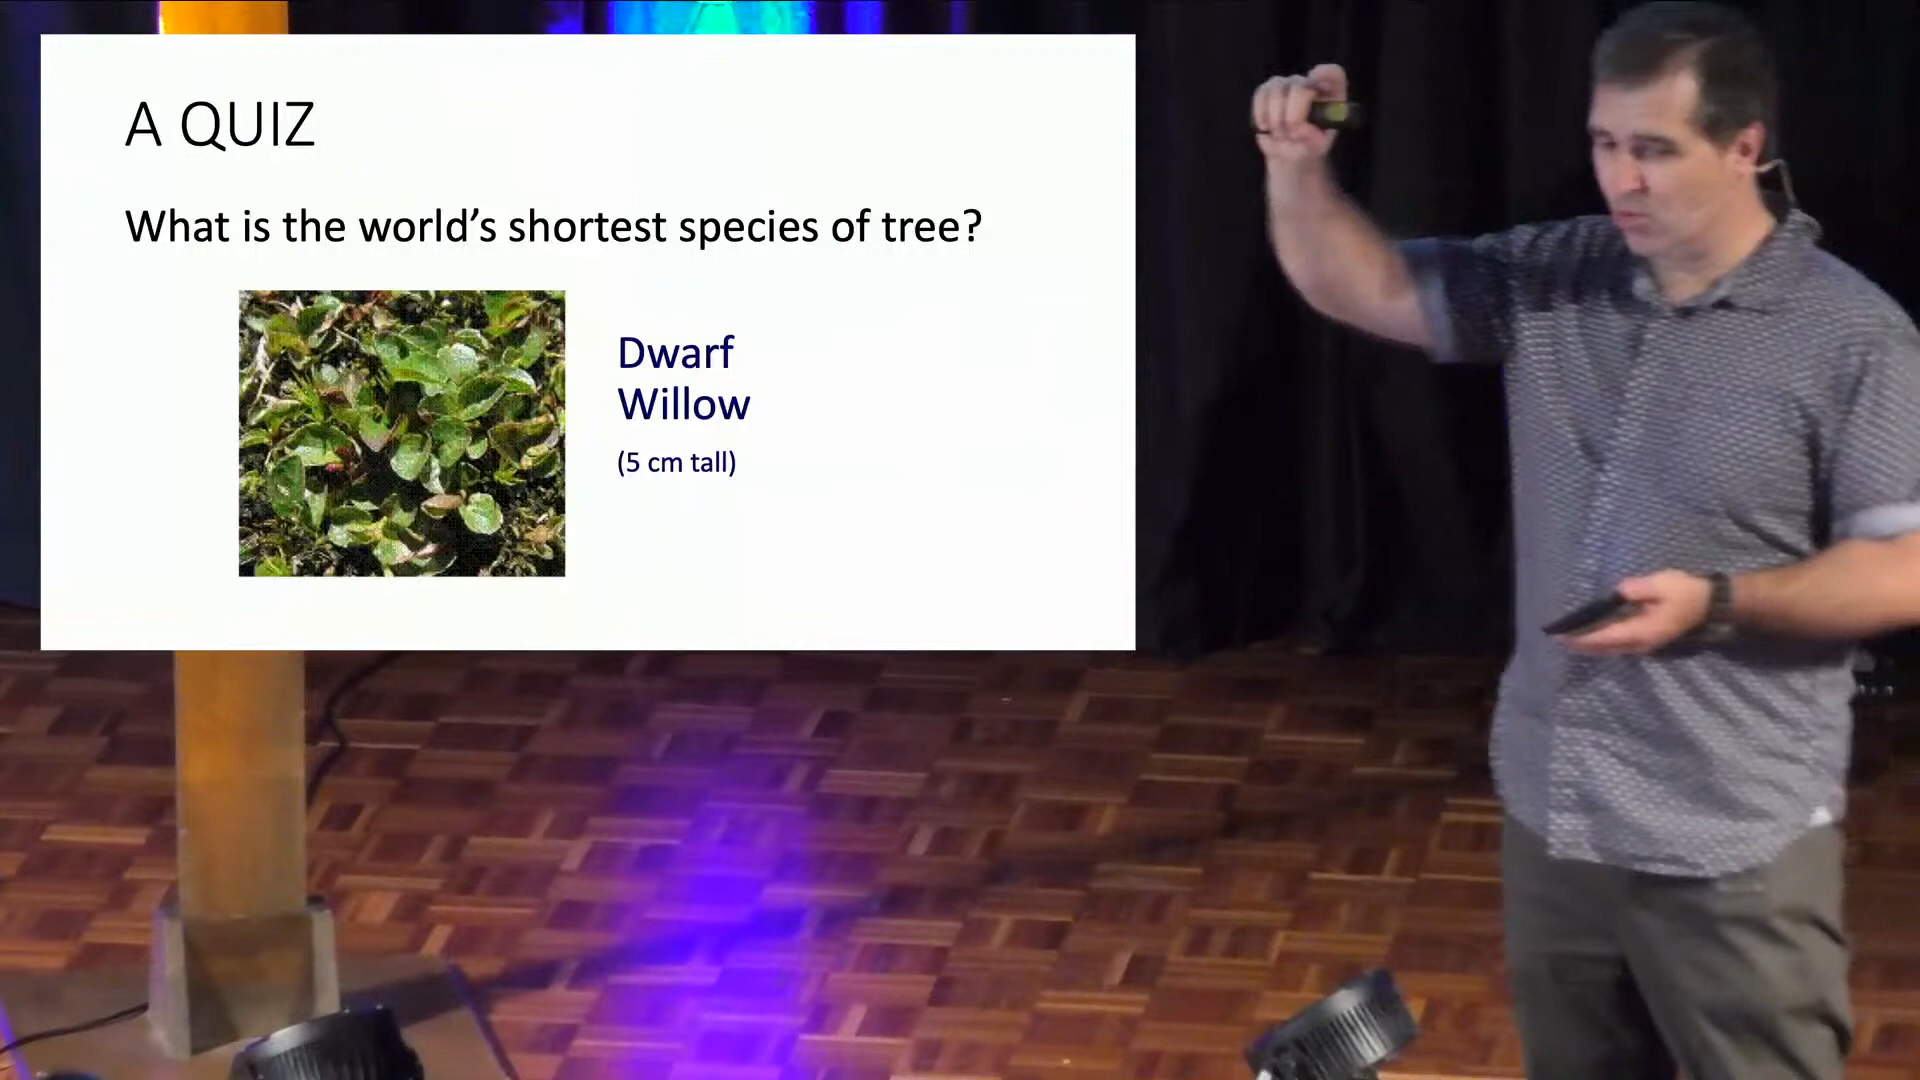 A QUIZ
What is the world’s shortest species of tree?
Dwarf
Willow
(5 cm tall)